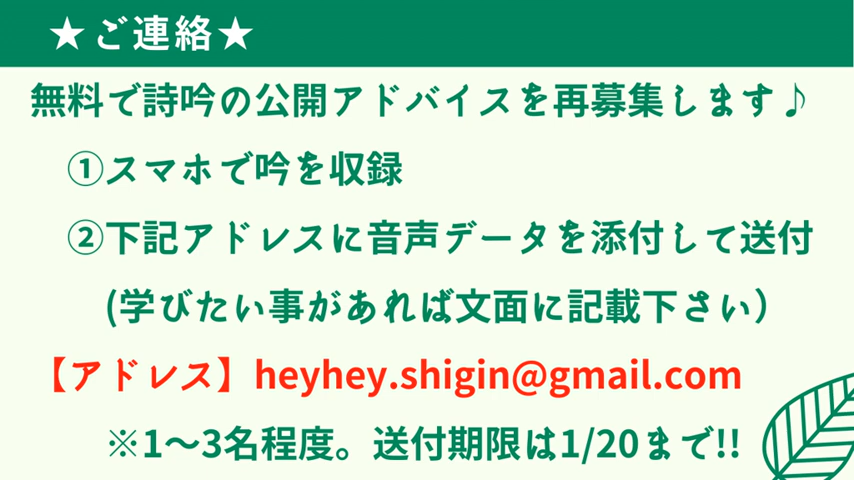 ★ご連絡★
無料で詩吟の公開アドバイスを再募集します♪
①スマホで吟を収録
②下記アドレスに音声データを添付して送付
(学びたい事があれば文面に記載下さい）
【アドレス】heyhey.shigin@gmail.com
※1〜3名程度。送付期限は1/20まで!!